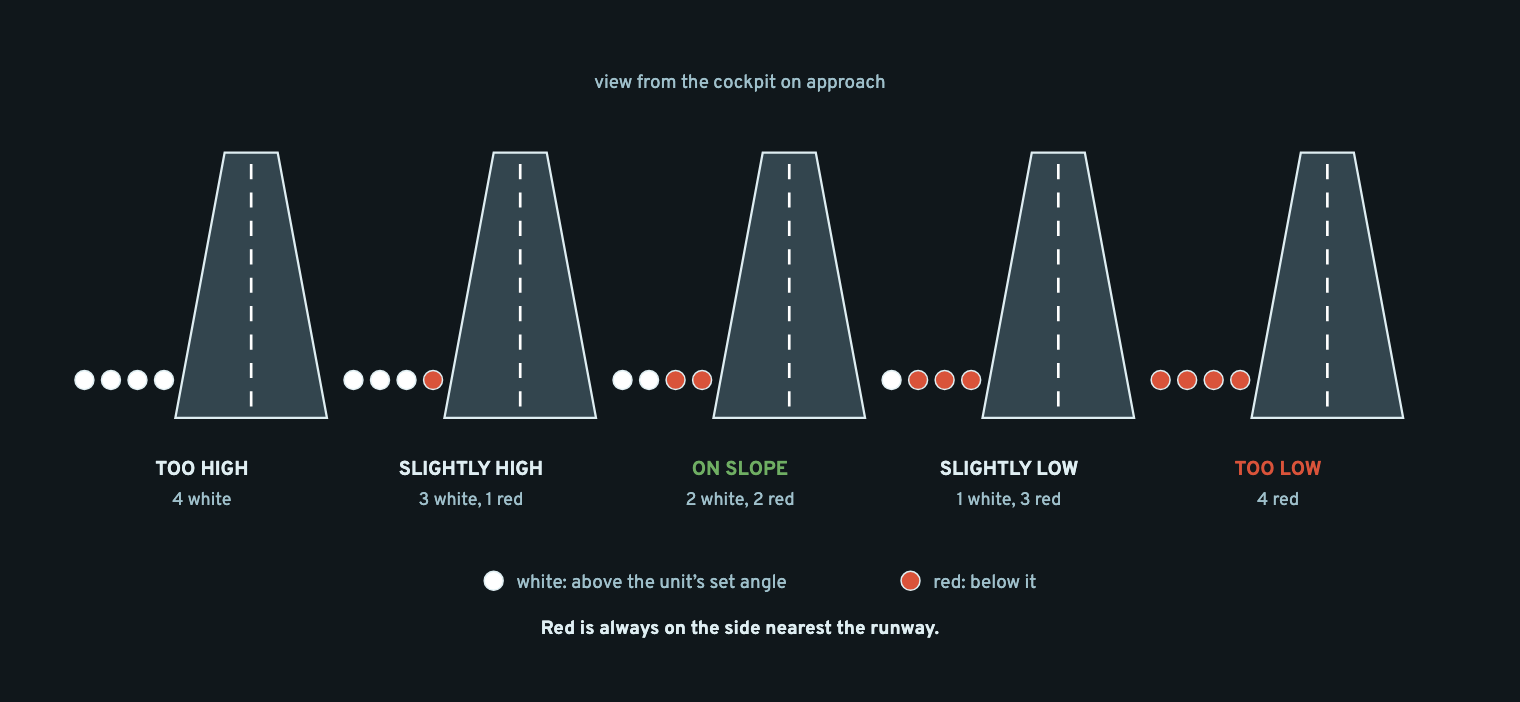 view from the cockpit on approach
TOO HIGH
4 white
SLIGHTLY HIGH
3 white, 1 red
ON SLOPE
2 white, 2 red
SLIGHTLY LOW
1 white, 3 red
TOO LOW
4 red
white: above the unit’s set angle
red: below it
Red is always on the side nearest the runway.